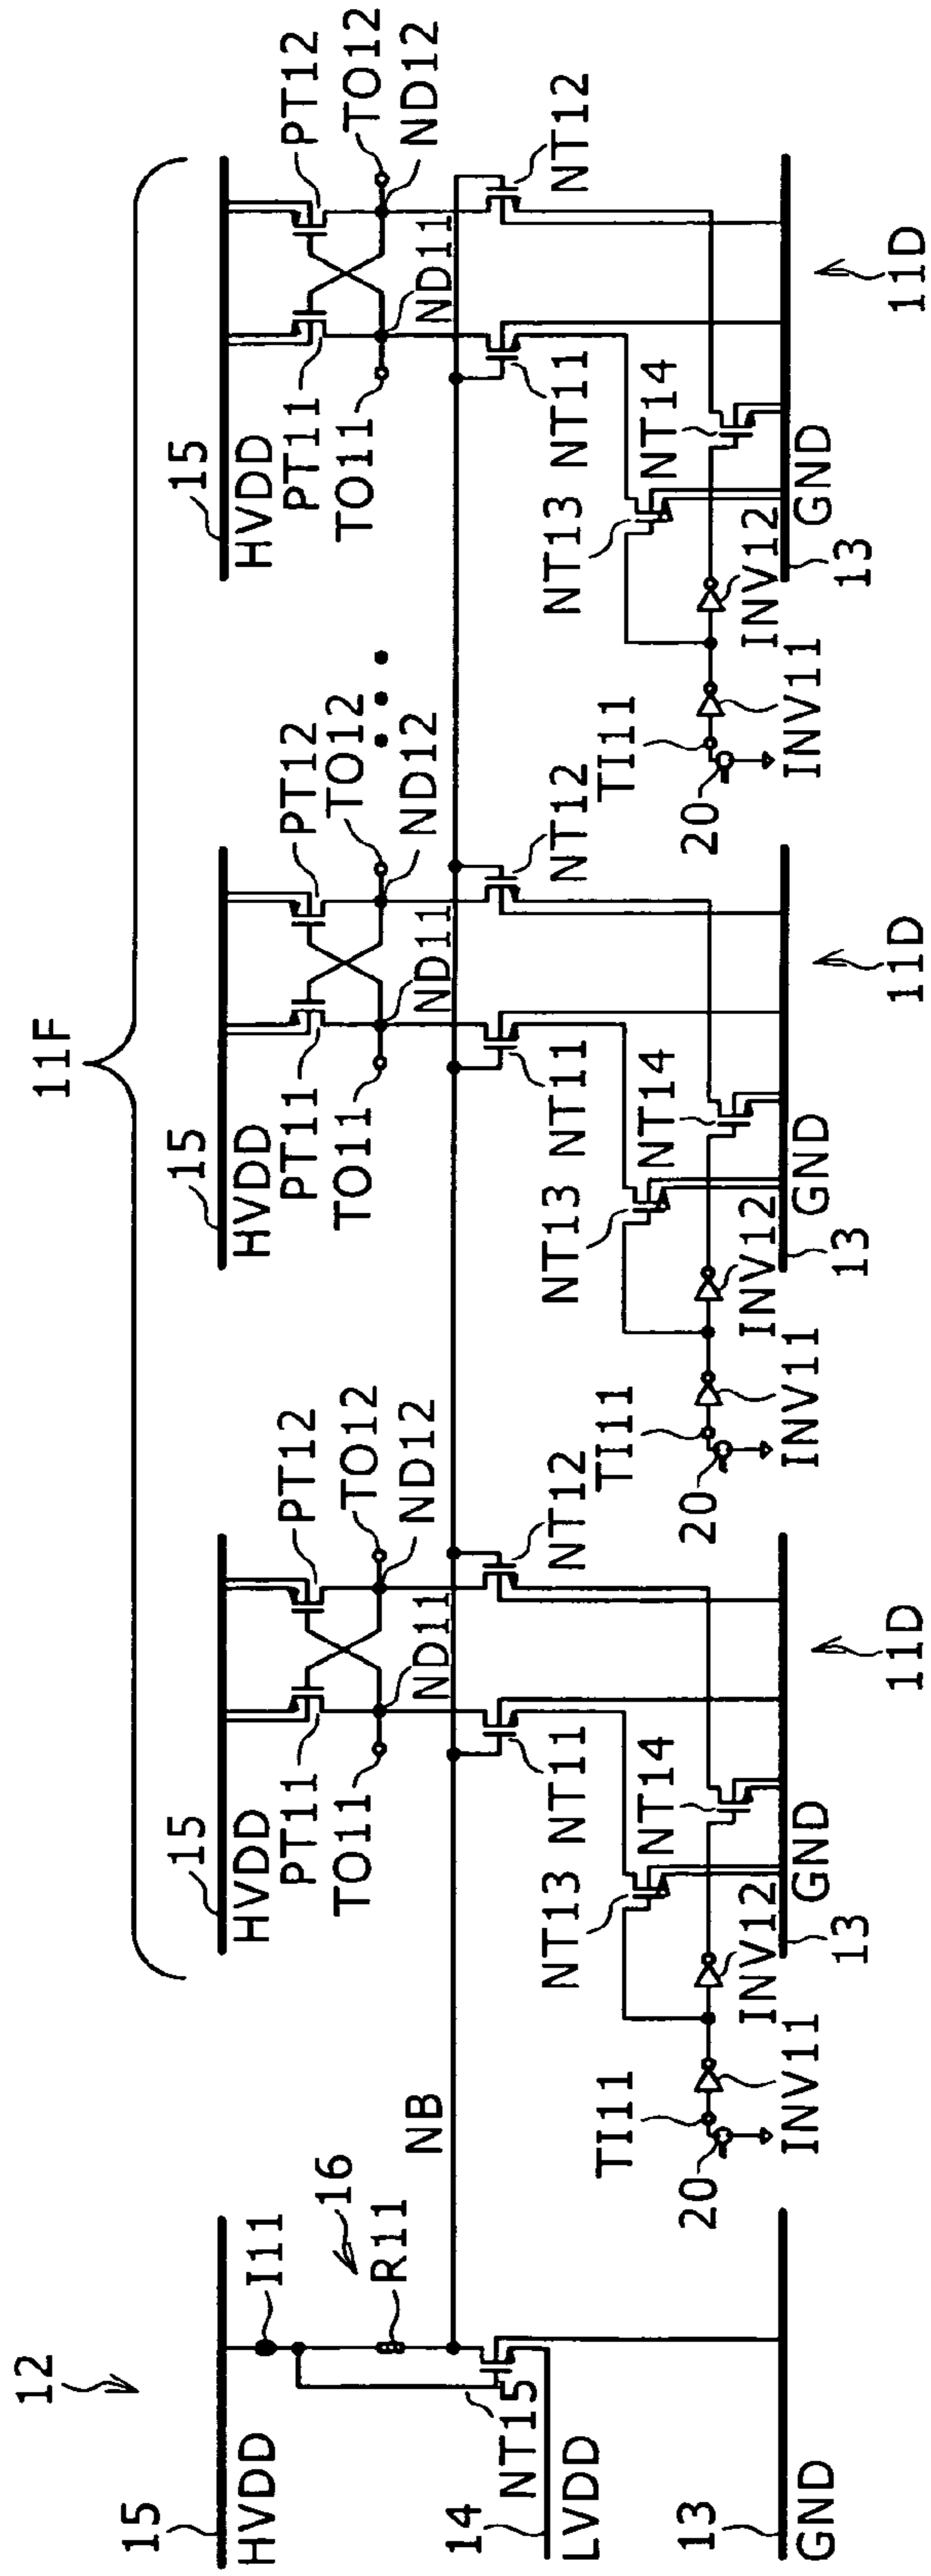 12
15
HVDD
I11
16
R11
NB
NT15
14
LVDD
13
GND
11F
15
HVDD
PT11
PT12
TO11
TO12
ND11
ND12
NT11
NT12
NT13
NT14
TI11
20
INV11
INV12
INV11
13
GND
11D
15
HVDD
PT11
PT12
TO11
TO12
ND11
ND12
NT11
NT12
NT13
NT14
TI11
20
INV11
INV12
13
GND
11D
15
HVDD
PT11
PT12
TO11
TO12
ND11
ND12
NT11
NT12
NT13
NT14
TI11
20
INV11
INV12
13
GND
11D